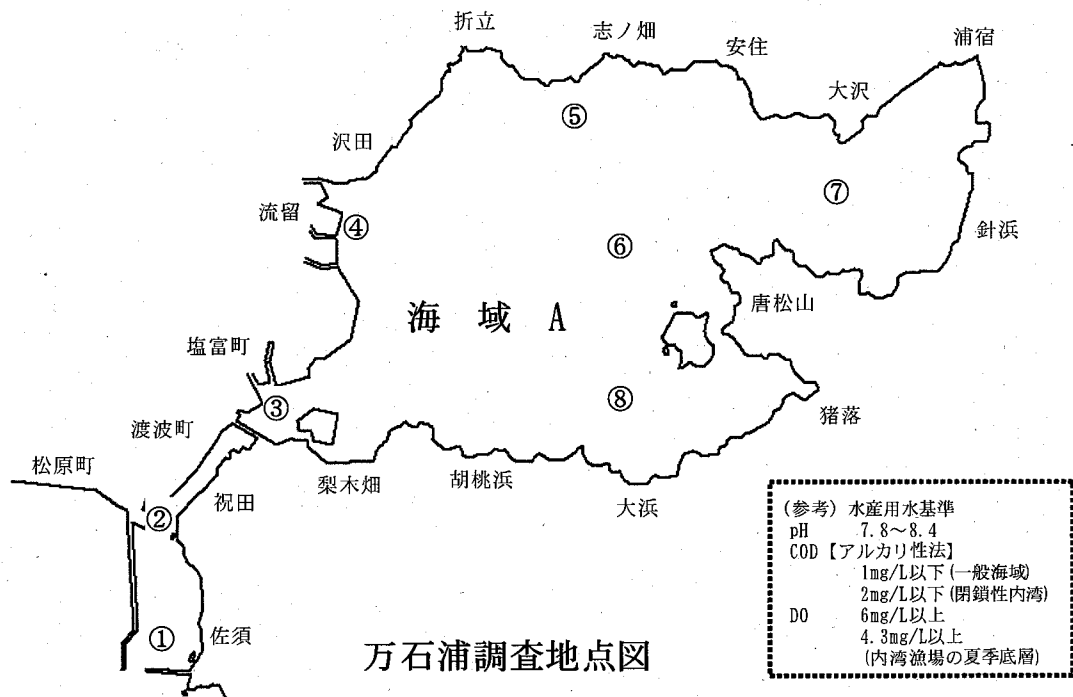 折立
志ノ畑
安住
浦宿
大沢
⑤
沢田
⑦
流留
④
針浜
⑥
唐松山
海域A
塩富町
③
⑧
猪落
渡波町
松原町
梨木畑
胡桃浜
大浜
祝田
②
①
佐須
万石浦調査地点図
(参考) 水産用水基準
pH 7.8～8.4
COD【アルカリ性法】
1mg/L以下(一般海域)
2mg/L以下(閉鎖性内湾)
DO 6mg/L以上
4.3mg/L以上
(内湾漁場の夏季底層)